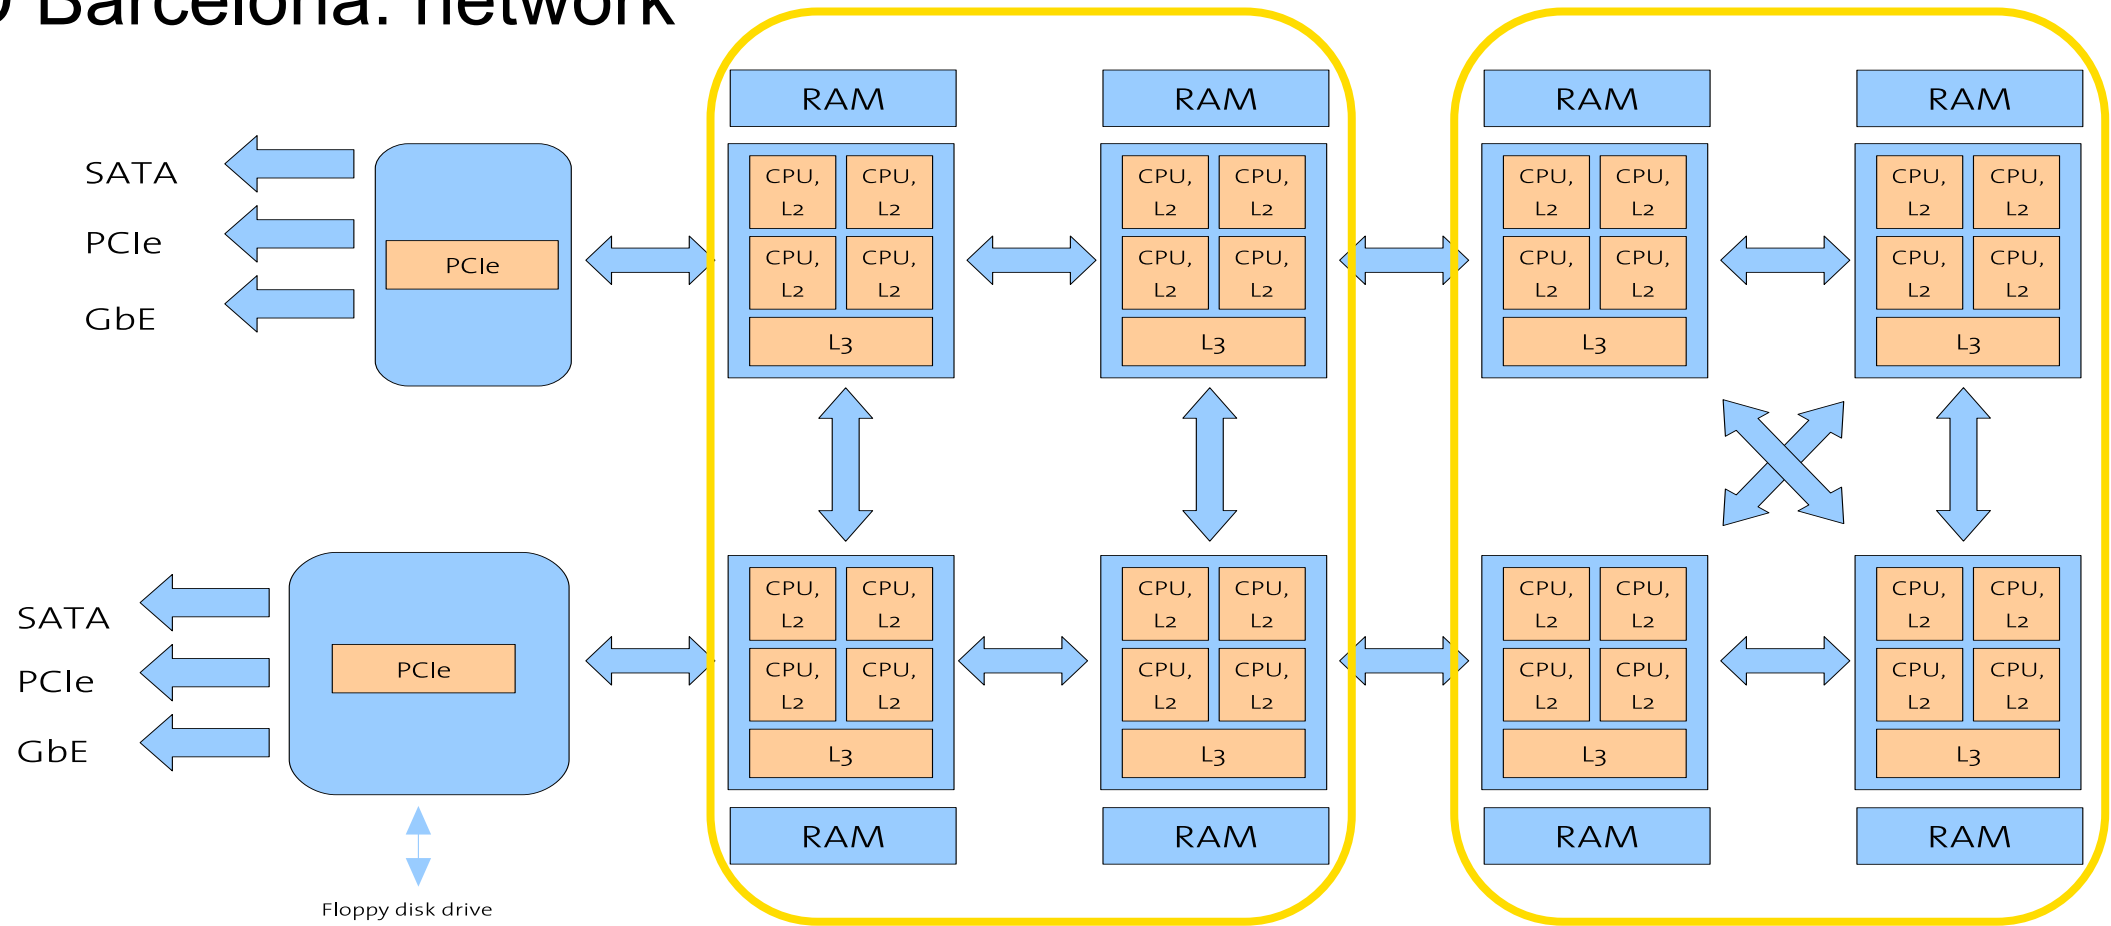 Barcelona: network
RAM RAM RAM RAM
SATA
PCIe
GbE
PCIe
CPU, L2 CPU, L2
CPU, L2 CPU, L2
L3
CPU, L2 CPU, L2
CPU, L2 CPU, L2
L3
CPU, L2 CPU, L2
CPU, L2 CPU, L2
L3
CPU, L2 CPU, L2
CPU, L2 CPU, L2
L3
SATA
PCIe
GbE
PCIe
CPU, L2 CPU, L2
CPU, L2 CPU, L2
L3
CPU, L2 CPU, L2
CPU, L2 CPU, L2
L3
CPU, L2 CPU, L2
CPU, L2 CPU, L2
L3
CPU, L2 CPU, L2
CPU, L2 CPU, L2
L3
RAM RAM RAM RAM
Floppy disk drive